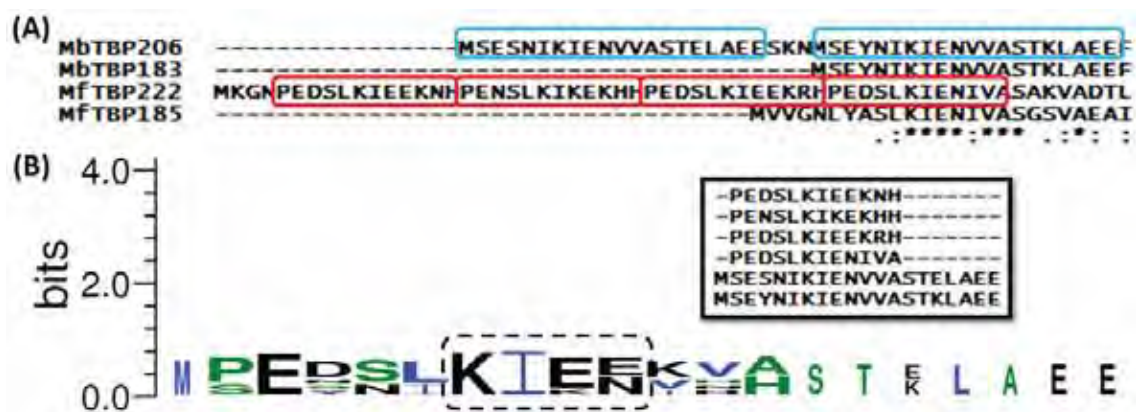 (A)
MbTBP206 -------------------------MSESNIKIENVVASTELAEESKNMSEYNIKIENVVASTKLAEEF
MbTBP183 ------------------------------------------------MSEYNIKIENVVASTKLAEEF
MfTBP222 MKGNPEDSLKIEEKNHPENSLKIKEKHHPEDSLKIEEKRHPEDSLKIENIVASAKVADTL
MfTBP185 -----------------------------------MVVGNLYASLKIENIVASGSVAEAI
(B)
4.0
2.0
0.0
bits
-PEDSLKIEEKNH-------
-PENSLKIKEKHH-------
-PEDSLKIEEKRH-------
-PEDSLKIENIVA-------
MSESNIKIENVVASTELAEE
MSEYNIKIENVVASTKLAEE
M P E D S L K I E E K V A S T E L A E E